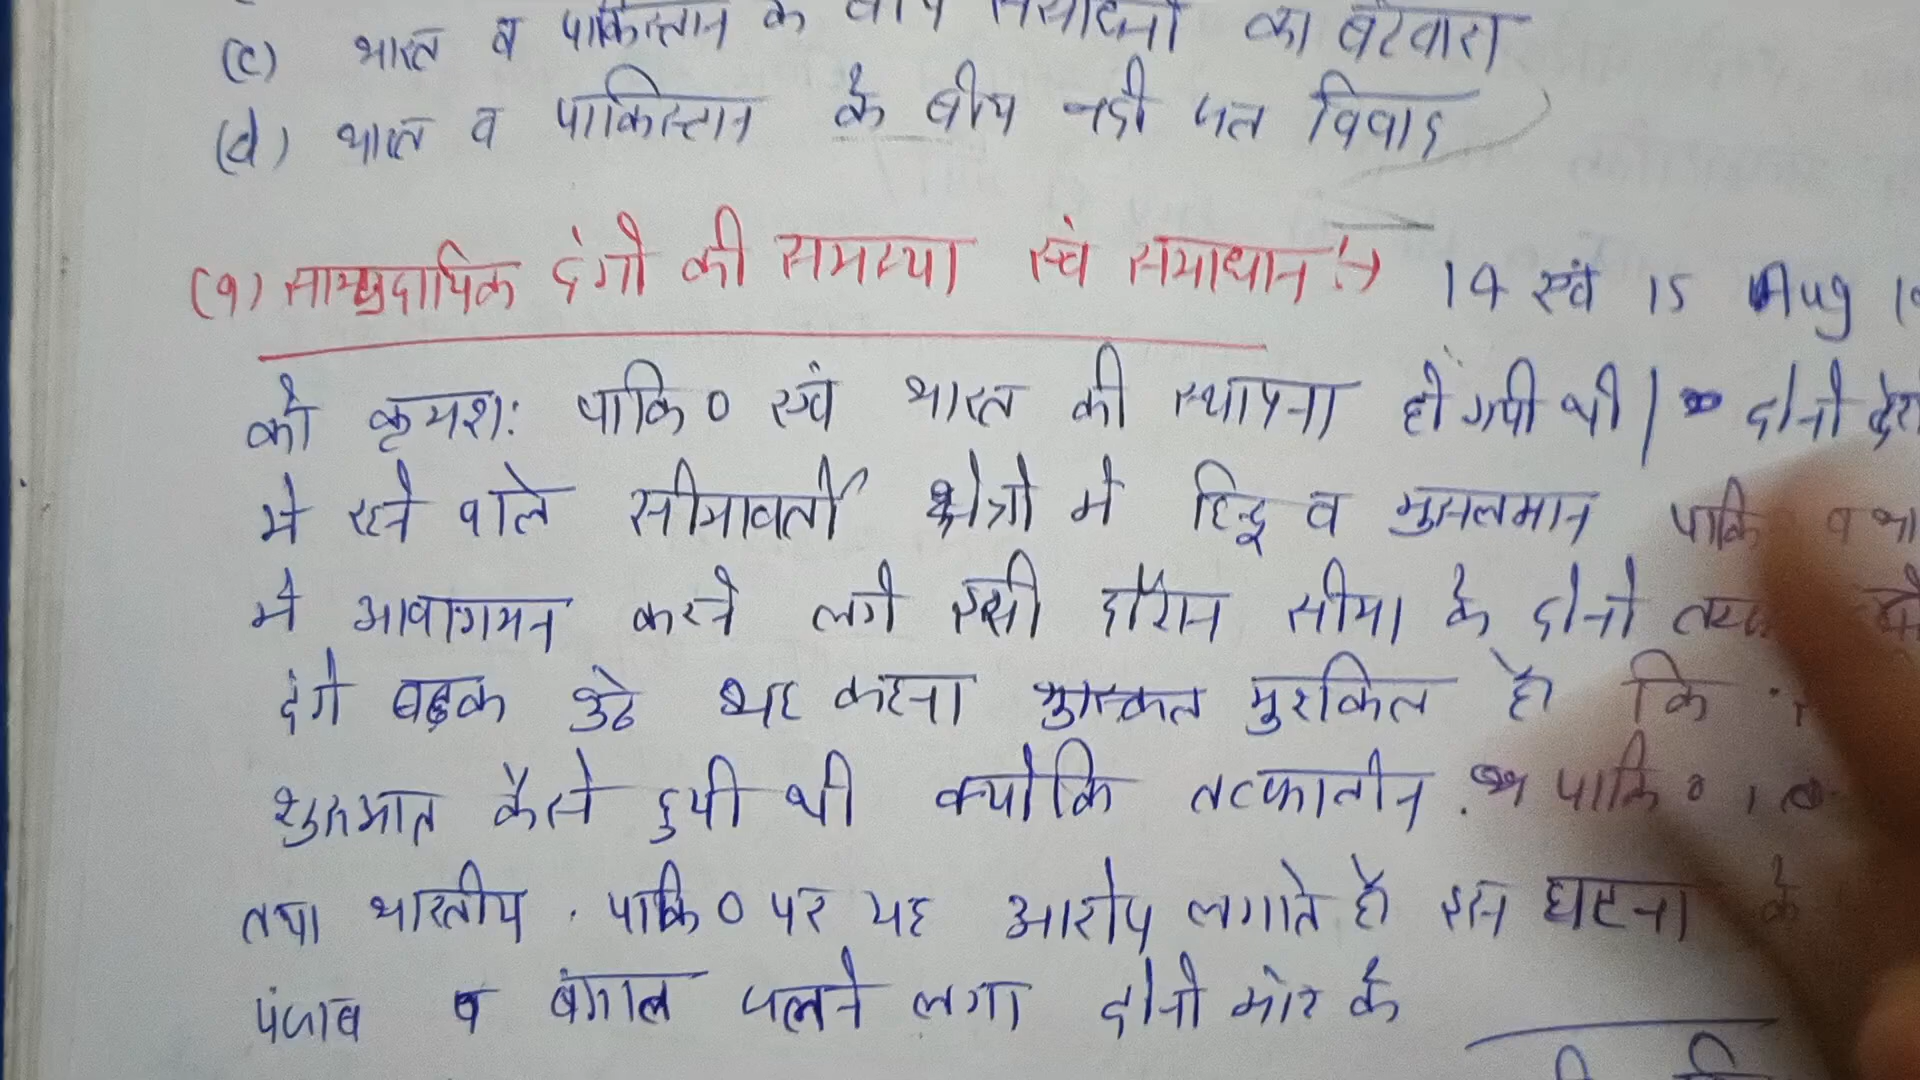 (c) भारत व पाकिस्तान के बीच संसाधनो का बंटवारा
(d) भारत व पाकिस्तान के बीच नदी जल विवाद
(१) साम्प्रदायिक दंगो की समस्या एवं समाधान :→ 14 एवं 15 Aug
को क्रमश: पाकि० एवं भारत की स्थापना हो गयी थी। दोनो
मे रहने वाले सीमावर्ती क्षेत्रो मे हिन्दू व मुसलमान पाकि व
मे आवागमन करने लगे इसी दौरान सीमा के दोनो
दंगे भड़क उठे यह कहना मुश्किल है कि
शुरुआत कैसे हुयी थी क्योकि तत्कालीन पाकि०
तथा भारतीय . पाकि० पर यह आरोप लगाते है इस घटना के
पंजाब व बंगाल जलने लगा दोनो ओर के